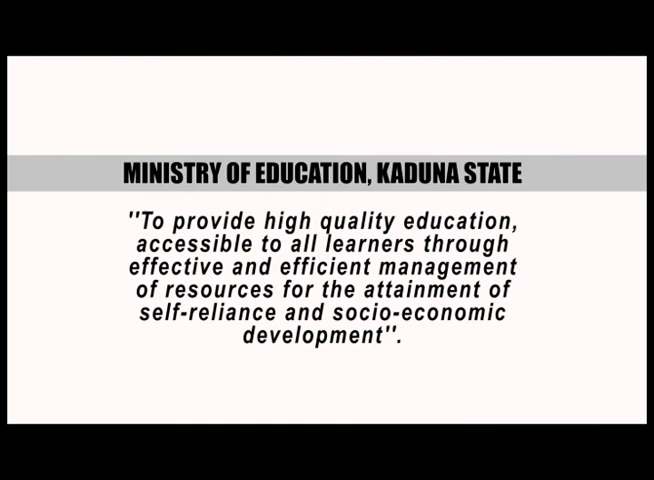 MINISTRY OF EDUCATION, KADUNA STATE
''To provide high quality education,
accessible to all learners through
effective and efficient management
of resources for the attainment of
self-reliance and socio-economic
development''.